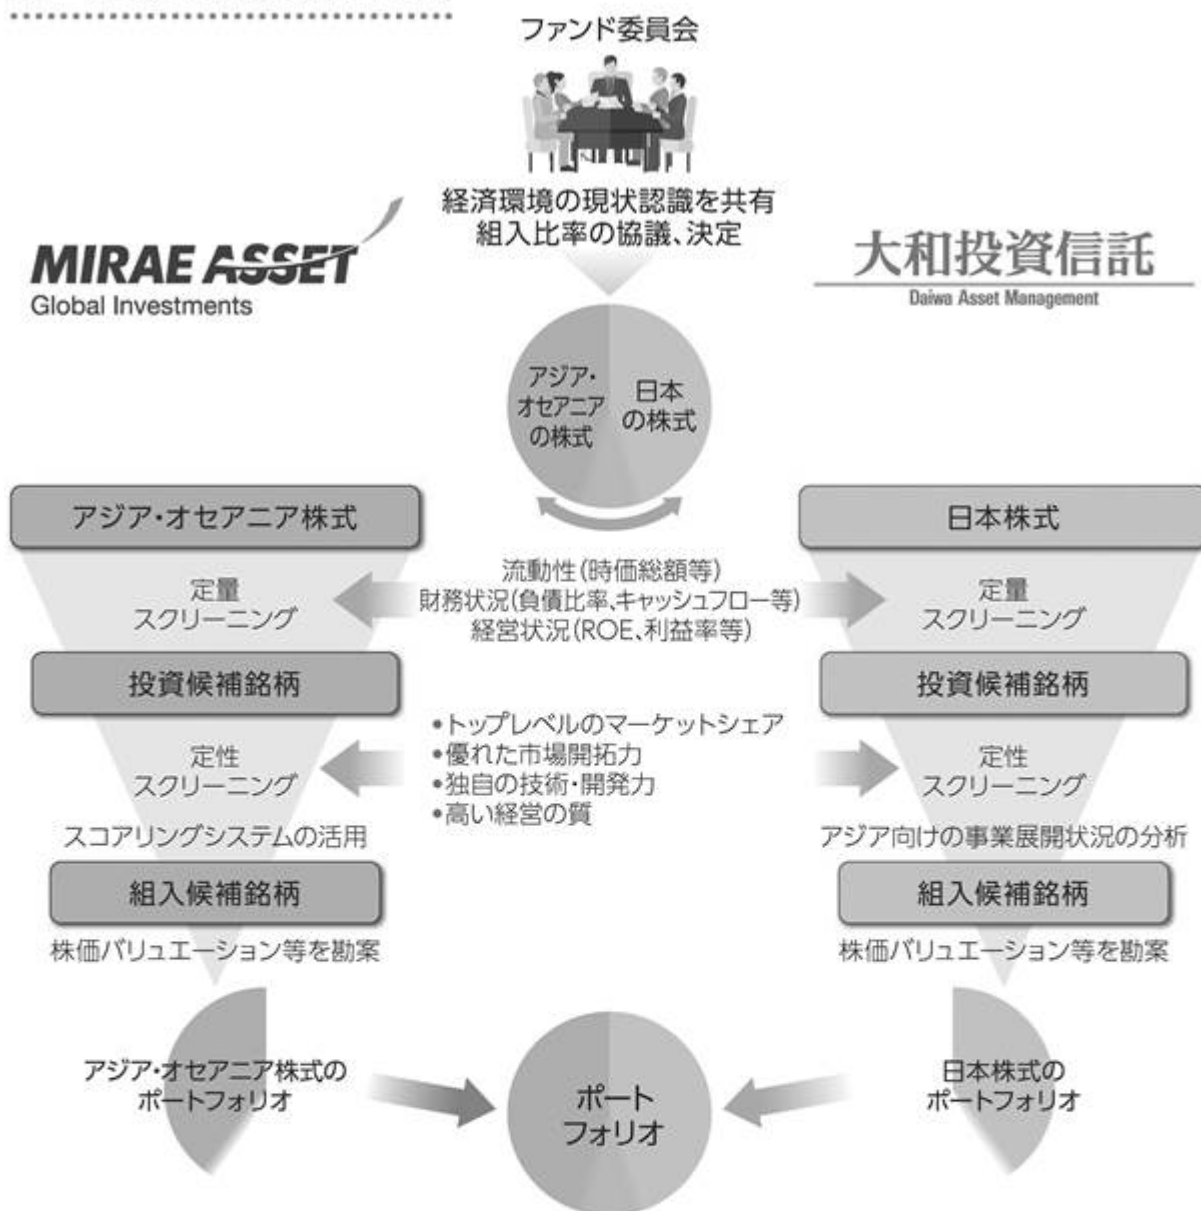 ファンド委員会
経済環境の現状認識を共有
組入比率の協議、決定
MIRAE ASSET
Global Investments
大和投資信託
Daiwa Asset Management
アジア・
オセアニア
の株式
日本
の株式
アジア・オセアニア株式
日本株式
定量
スクリーニング
流動性(時価総額等)
財務状況(負債比率、キャッシュフロー等)
経営状況(ROE、利益率等)
定量
スクリーニング
投資候補銘柄
投資候補銘柄
定性
スクリーニング
•トップレベルのマーケットシェア
•優れた市場開拓力
•独自の技術・開発力
•高い経営の質
定性
スクリーニング
スコアリングシステムの活用
アジア向けの事業展開状況の分析
組入候補銘柄
組入候補銘柄
株価バリュエーション等を勘案
株価バリュエーション等を勘案
アジア・オセアニア株式の
ポートフォリオ
ポート
フォリオ
日本株式の
ポートフォリオ